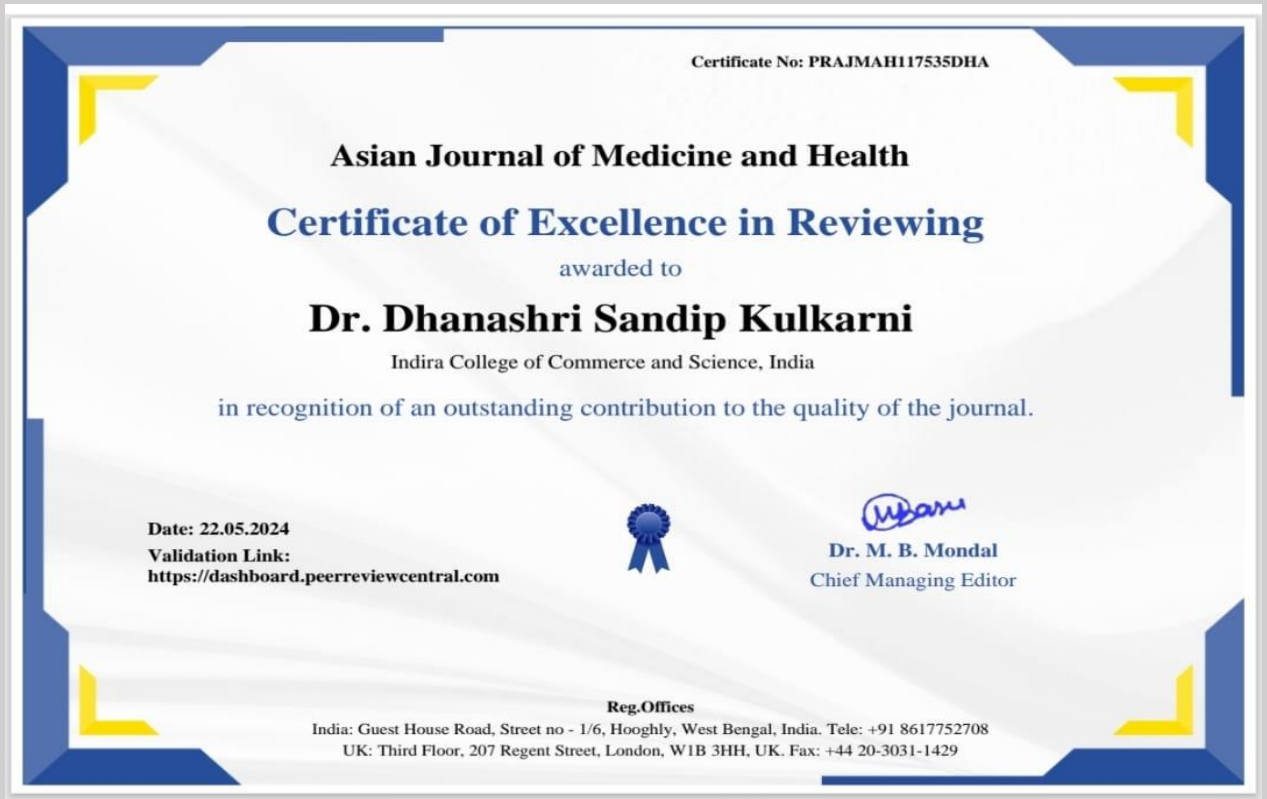 Certificate No: PRAJMAH117535DHA
Asian Journal of Medicine and Health
Certificate of Excellence in Reviewing
awarded to
Dr. Dhanashri Sandip Kulkarni
Indira College of Commerce and Science, India
in recognition of an outstanding contribution to the quality of the journal.
Date: 22.05.2024
Validation Link:
https://dashboard.peerreviewcentral.com
Dr. M. B. Mondal
Chief Managing Editor
Reg.Offices
India: Guest House Road, Street no - 1/6, Hooghly, West Bengal, India. Tele: +91 8617752708
UK: Third Floor, 207 Regent Street, London, W1B 3HH, UK. Fax: +44 20-3031-1429